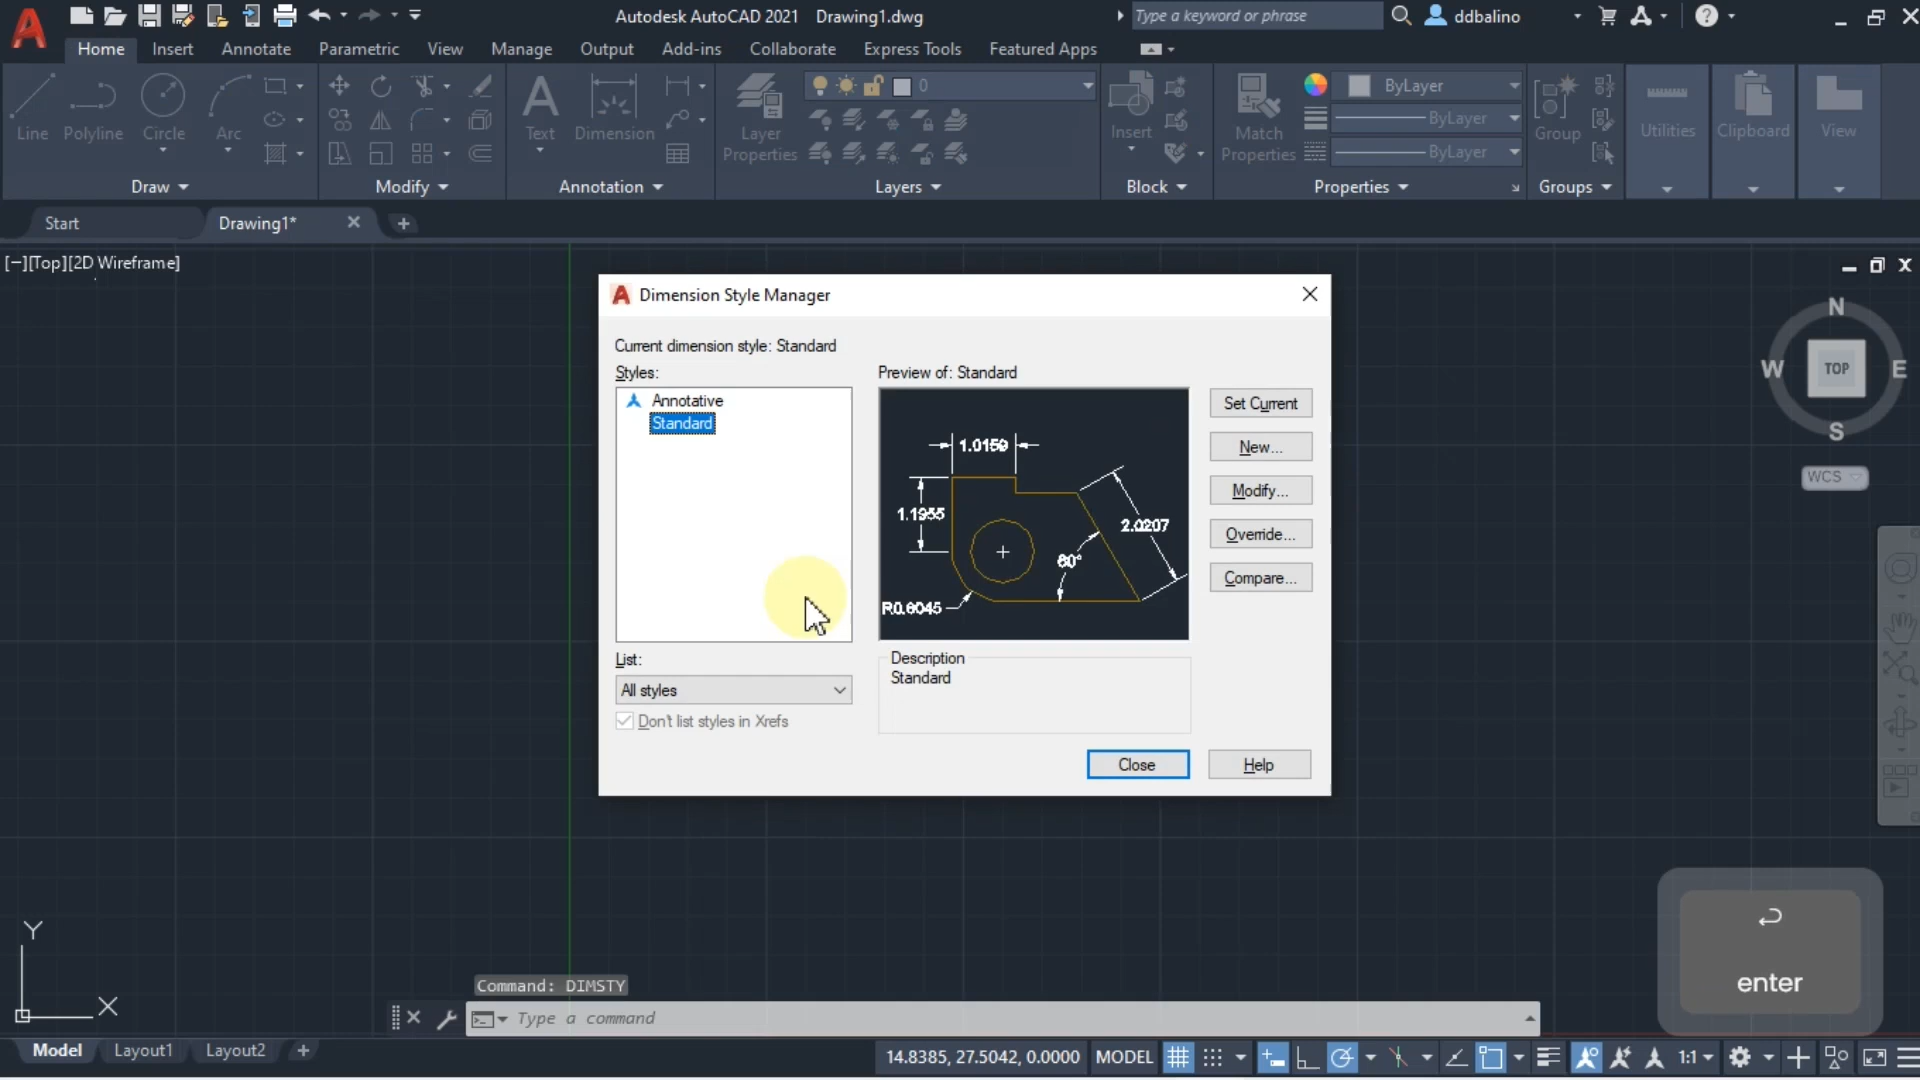 Autodesk AutoCAD 2021 Drawing1.dwg
Type a keyword or phrase
ddbalino
Home Insert Annotate Parametric View Manage Output Add-ins Collaborate Express Tools Featured Apps
Line
Polyline
Circle
Arc
Text
Dimension
Layer
Properties
0
Insert
Match
Properties
ByLayer
ByLayer
ByLayer
Group
Utilities
Clipboard
View
Draw
Modify
Annotation
Layers
Block
Properties
Groups
Start
Drawing1*
[−][Top][2D Wireframe]
Dimension Style Manager
Current dimension style: Standard
Styles:
Annotative
Standard
Preview of: Standard
1.0159
1.1955
2.0207
60°
R0.8045
Set Current
New...
Modify...
Override...
Compare...
List:
All styles
Don't list styles in Xrefs
Description
Standard
Close
Help
N
W
TOP
E
S
WCS
Y
X
enter
Command: DIMSTY
Type a command
Model
Layout1
Layout2
14.8385, 27.5042, 0.0000
MODEL
1:1